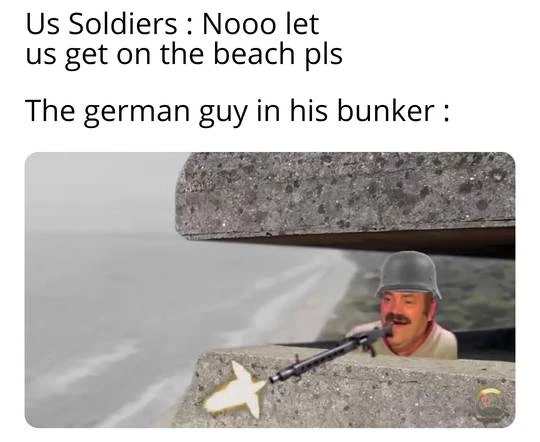 Us Soldiers : Nooo let
us get on the beach pls
The german guy in his bunker :